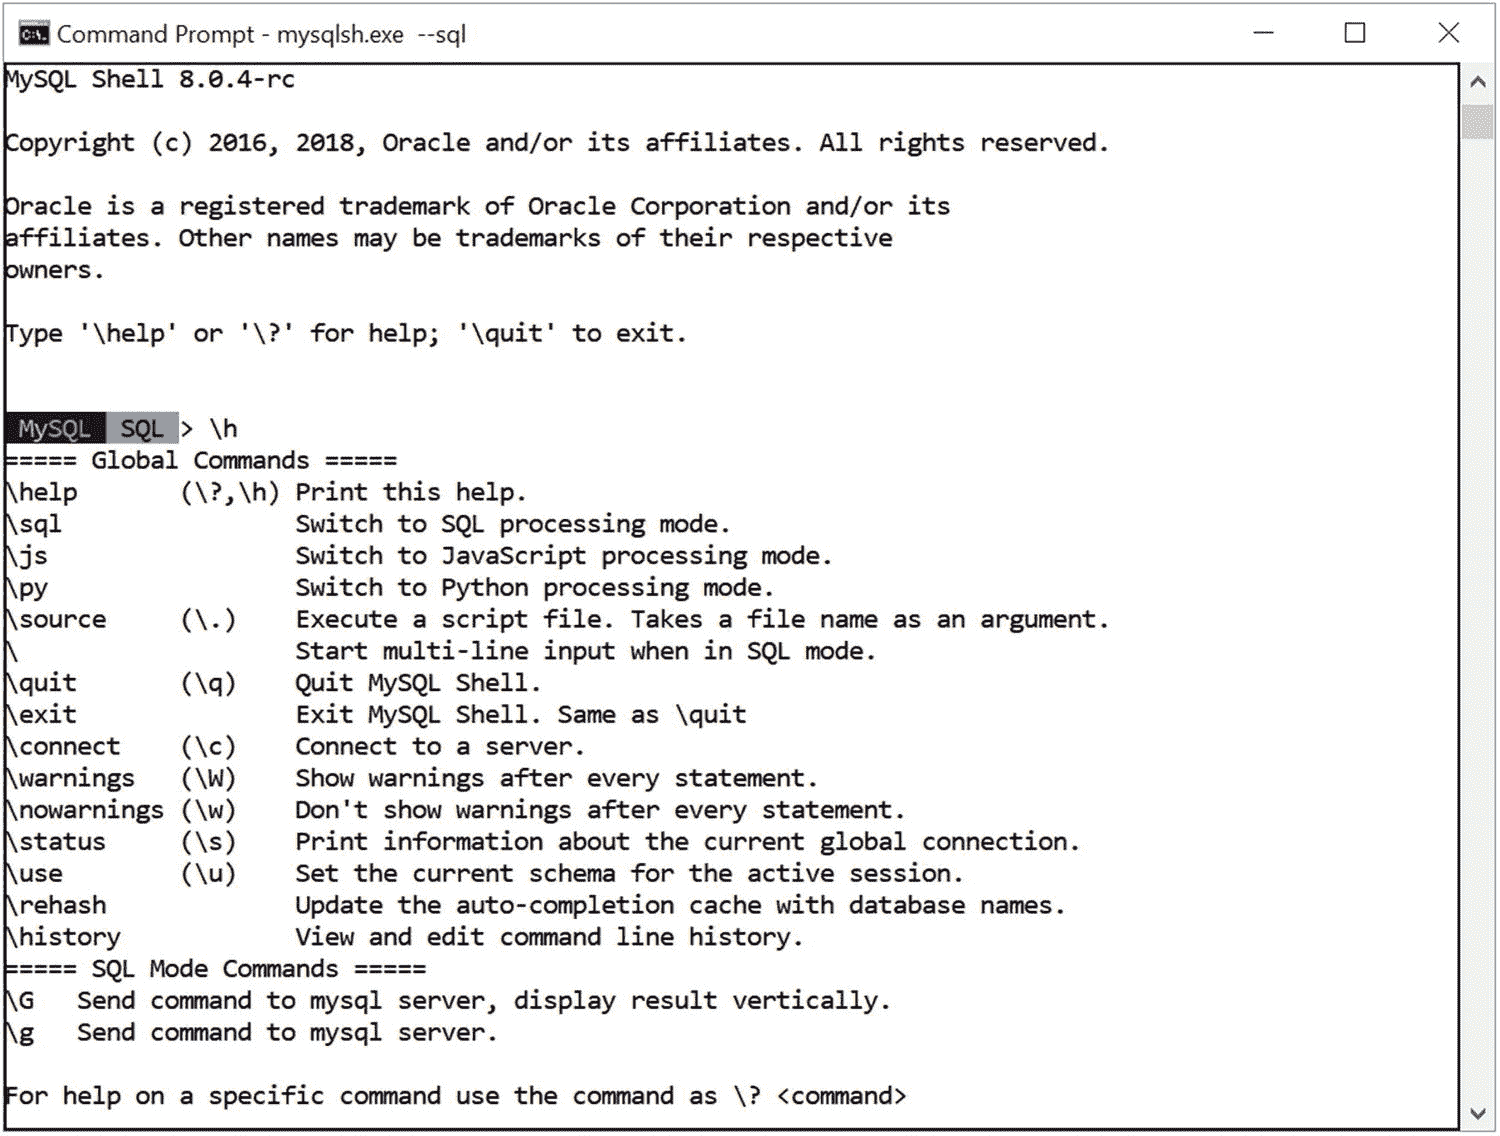 Command Prompt - mysqlsh.exe  --sql
MySQL Shell 8.0.4-rc
Copyright (c) 2016, 2018, Oracle and/or its affiliates. All rights reserved.
Oracle is a registered trademark of Oracle Corporation and/or its
affiliates. Other names may be trademarks of their respective
owners.
Type '\help' or '\?' for help; '\quit' to exit.
MySQL  SQL > \h
===== Global Commands =====
\help       (\?,\h) Print this help.
\sql                Switch to SQL processing mode.
\js                 Switch to JavaScript processing mode.
\py                 Switch to Python processing mode.
\source     (\.)    Execute a script file. Takes a file name as an argument.
\                   Start multi-line input when in SQL mode.
\quit       (\q)    Quit MySQL Shell.
\exit               Exit MySQL Shell. Same as \quit
\connect    (\c)    Connect to a server.
\warnings   (\W)    Show warnings after every statement.
\nowarnings (\w)    Don't show warnings after every statement.
\status     (\s)    Print information about the current global connection.
\use        (\u)    Set the current schema for the active session.
\rehash             Update the auto-completion cache with database names.
\history            View and edit command line history.
===== SQL Mode Commands =====
\G   Send command to mysql server, display result vertically.
\g   Send command to mysql server.
For help on a specific command use the command as \? <command>